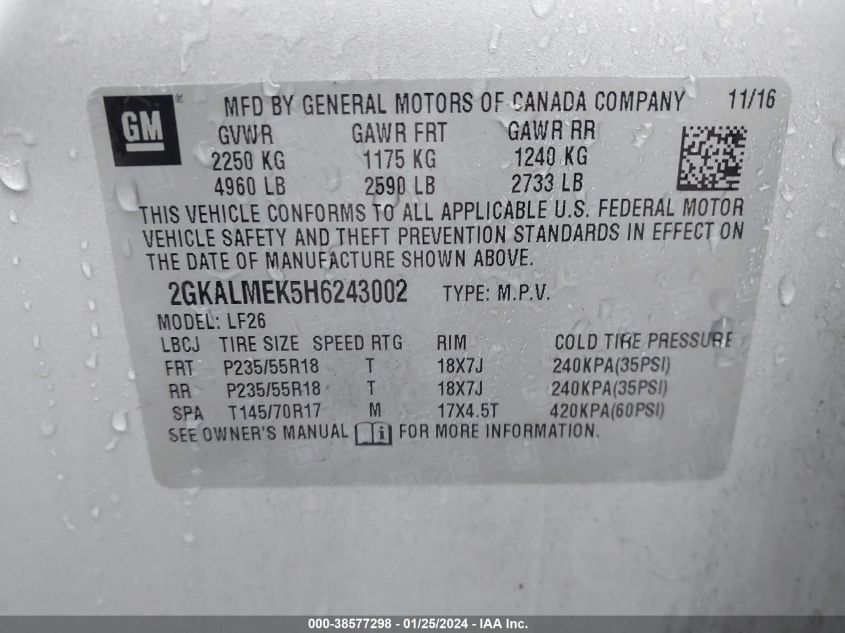 GM ® MFD BY GENERAL MOTORS OF CANADA COMPANY 11/16
GVWR GAWR FRT GAWR RR
2250 KG 1175 KG 1240 KG
4960 LB 2590 LB 2733 LB
THIS VEHICLE CONFORMS TO ALL APPLICABLE U.S. FEDERAL MOTOR
VEHICLE SAFETY AND THEFT PREVENTION STANDARDS IN EFFECT ON
THE DATE OF MANUFACTURE SHOWN ABOVE.
2GKALMEK5H6243002 TYPE: M.P.V.
MODEL: LF26
LBCJ TIRE SIZE SPEED RTG RIM COLD TIRE PRESSURE
FRT P235/55R18 T 18X7J 240KPA(35PSI)
RR P235/55R18 T 18X7J 240KPA(35PSI)
SPA T145/70R17 M 17X4.5T 420KPA(60PSI)
SEE OWNER'S MANUAL i FOR MORE INFORMATION.
000-38577298 - 01/25/2024 - IAA Inc.